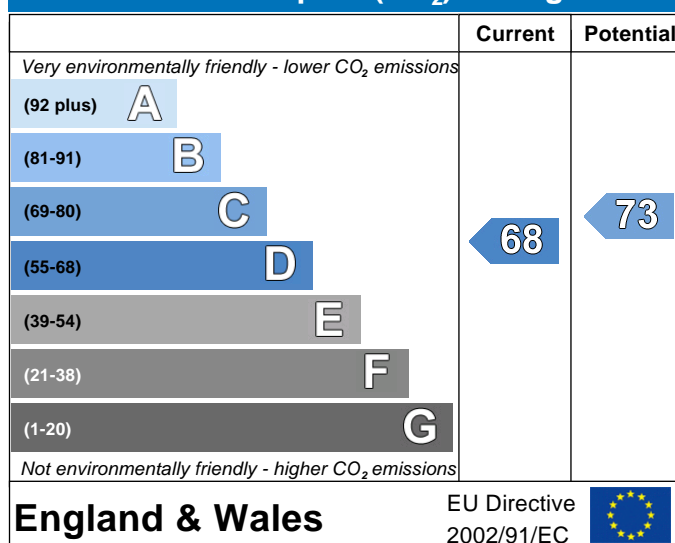 Current Potential
Very environmentally friendly - lower CO₂ emissions
(92 plus) A
(81-91) B
(69-80) C
(55-68) D
(39-54) E
(21-38) F
(1-20) G
68
73
Not environmentally friendly - higher CO₂ emissions
England & Wales
EU Directive
2002/91/EC